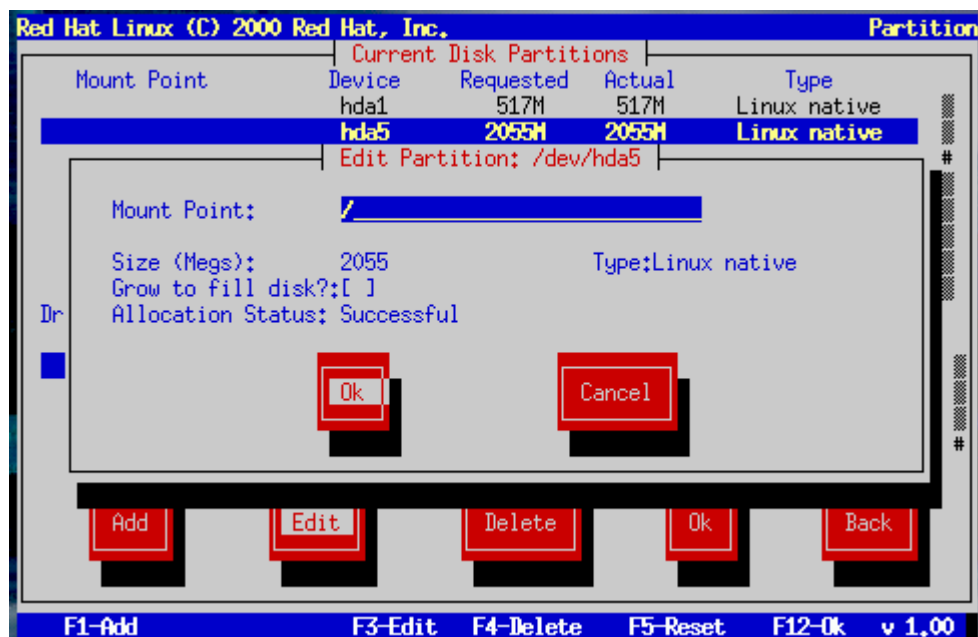 Red Hat Linux (C) 2000 Red Hat, Inc. Partition
Current Disk Partitions
Mount Point Device Requested Actual Type
hda1 517M 517M Linux native
hda5 2055M 2055M Linux native
#
Edit Partition: /dev/hda5
Mount Point: /
Size (Megs): 2055 Type:Linux native
Grow to fill disk?:[ ]
Dr Allocation Status: Successful
Ok Cancel
#
Add Edit Delete Ok Back
F1-Add F3-Edit F4-Delete F5-Reset F12-Ok v 1.00